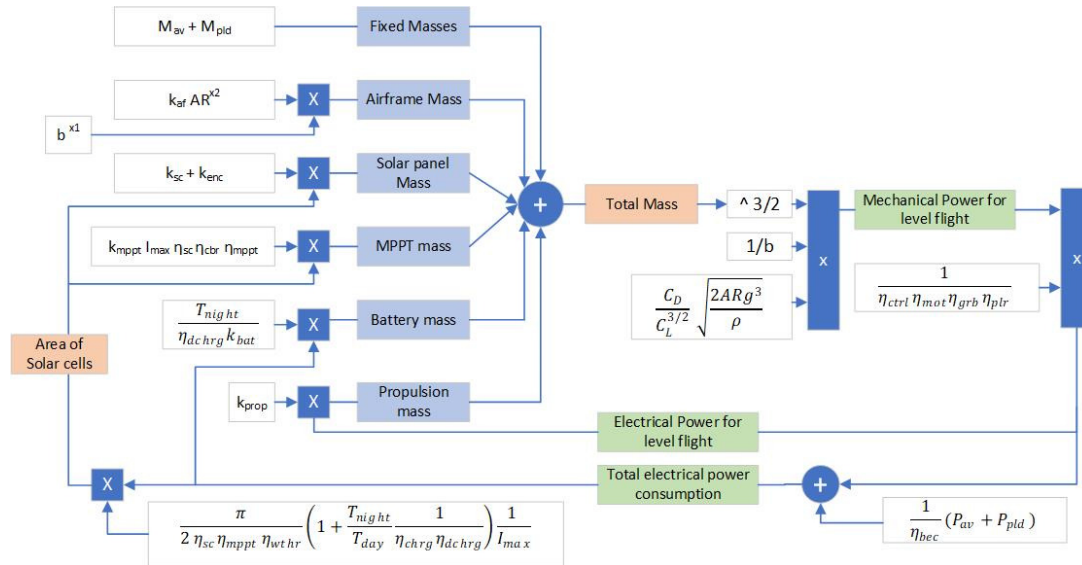 M_av + M_pld
Fixed Masses
k_af AR^x2
X
Airframe Mass
b^x1
k_sc + k_enc
X
Solar panel
Mass
+
Total Mass
^ 3/2
Mechanical Power for
level flight
x
x
k_mppt I_max η_sc η_cbr η_mppt
X
MPPT mass
1/b
C_D / C_L^{3/2} √(2ARg³ / ρ)
1 / (η_ctrl η_mot η_grb η_plr)
T_night / (η_dchrg k_bat)
X
Battery mass
Area of
Solar cells
k_prop
X
Propulsion
mass
Electrical Power for
level flight
X
Total electrical power
consumption
+
π / (2 η_sc η_mppt η_wthr) (1 + T_night / T_day 1 / (η_chrg η_dchrg)) 1 / I_max
1 / η_bec (P_av + P_pld)